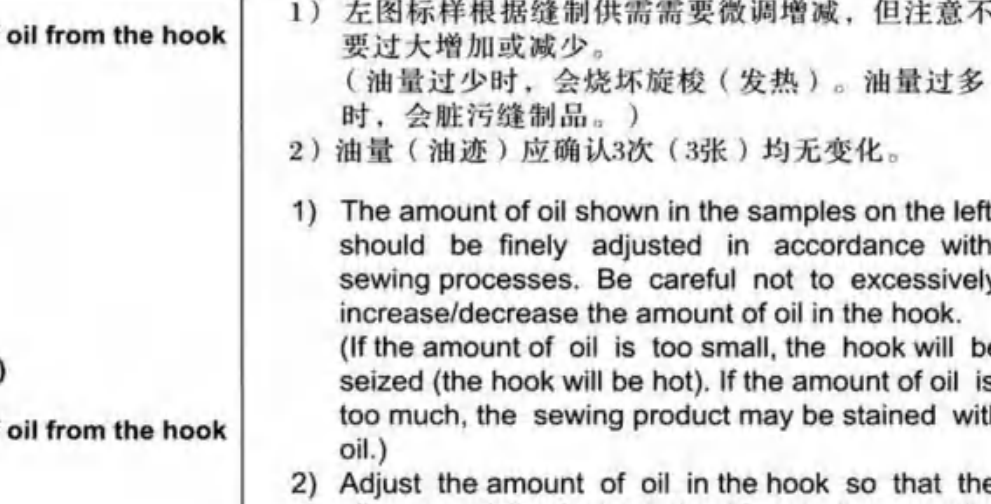 oil from the hook
)
oil from the hook
1）左图标样根据缝制供需需要微调增减，但注意不
要过大增加或减少。
（油量过少时，会烧坏旋梭（发热）。油量过多
时，会脏污缝制品。）
2）油量（油迹）应确认3次（3张）均无变化。
1) The amount of oil shown in the samples on the left
should be finely adjusted in accordance with
sewing processes. Be careful not to excessively
increase/decrease the amount of oil in the hook.
(If the amount of oil is too small, the hook will be
seized (the hook will be hot). If the amount of oil is
too much, the sewing product may be stained with
oil.)
2) Adjust the amount of oil in the hook so that the